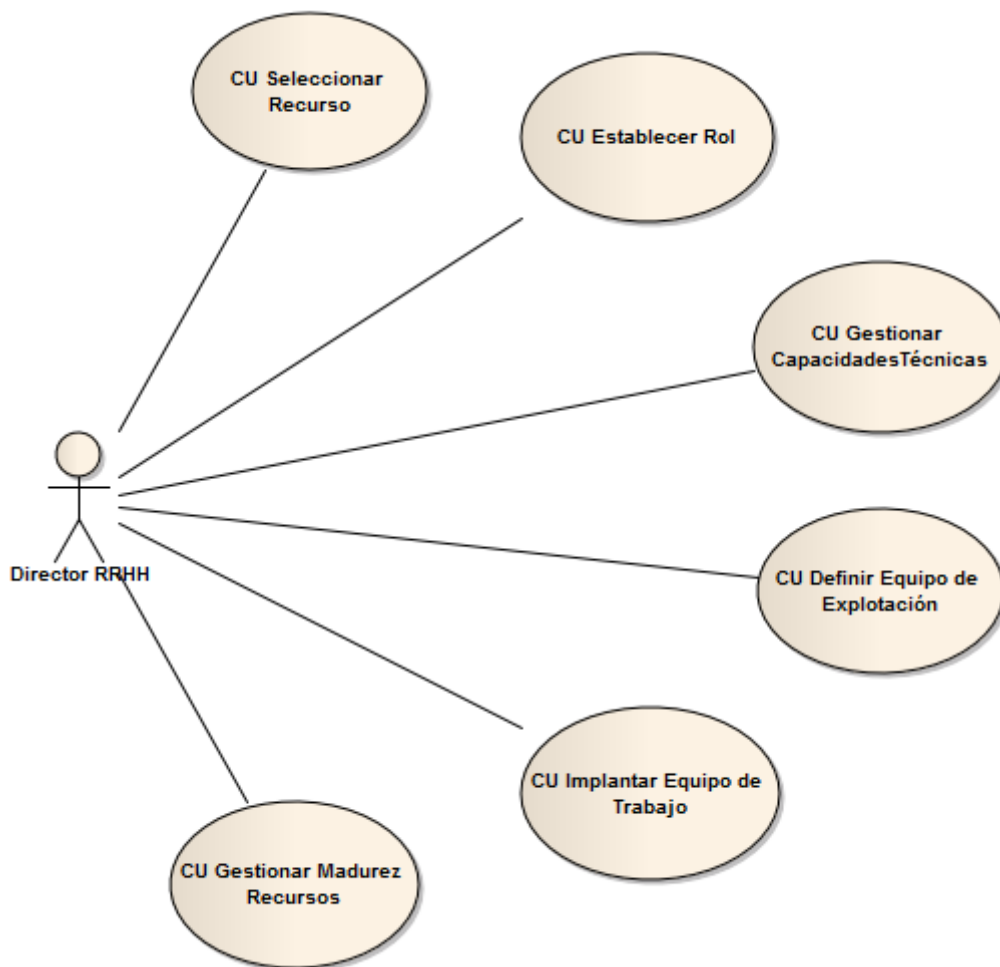 CU Seleccionar
Recurso
CU Establecer Rol
CU Gestionar
CapacidadesTécnicas
Director RRHH
CU Definir Equipo de
Explotación
CU Implantar Equipo de
Trabajo
CU Gestionar Madurez
Recursos